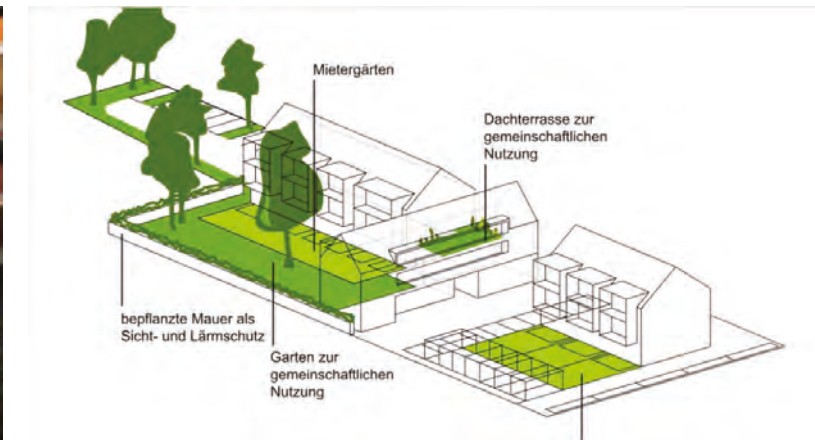 Mietergärten
Dachterrasse zur
gemeinschaftlichen
Nutzung
bepflanzte Mauer als
Sicht- und Lärmschutz
Garten zur
gemeinschaftlichen
Nutzung